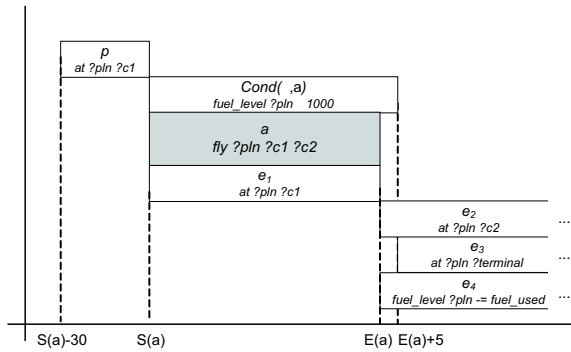 p
at ?pln ?c1
Cond( ,a)
fuel_level ?pln 1000
a
fly ?pln ?c1 ?c2
e1
at ?pln ?c1
e2
at ?pln ?c2
...
e3
at ?pln ?terminal
...
e4
fuel_level ?pln -= fuel_used
...
S(a)-30
S(a)
E(a)
E(a)+5